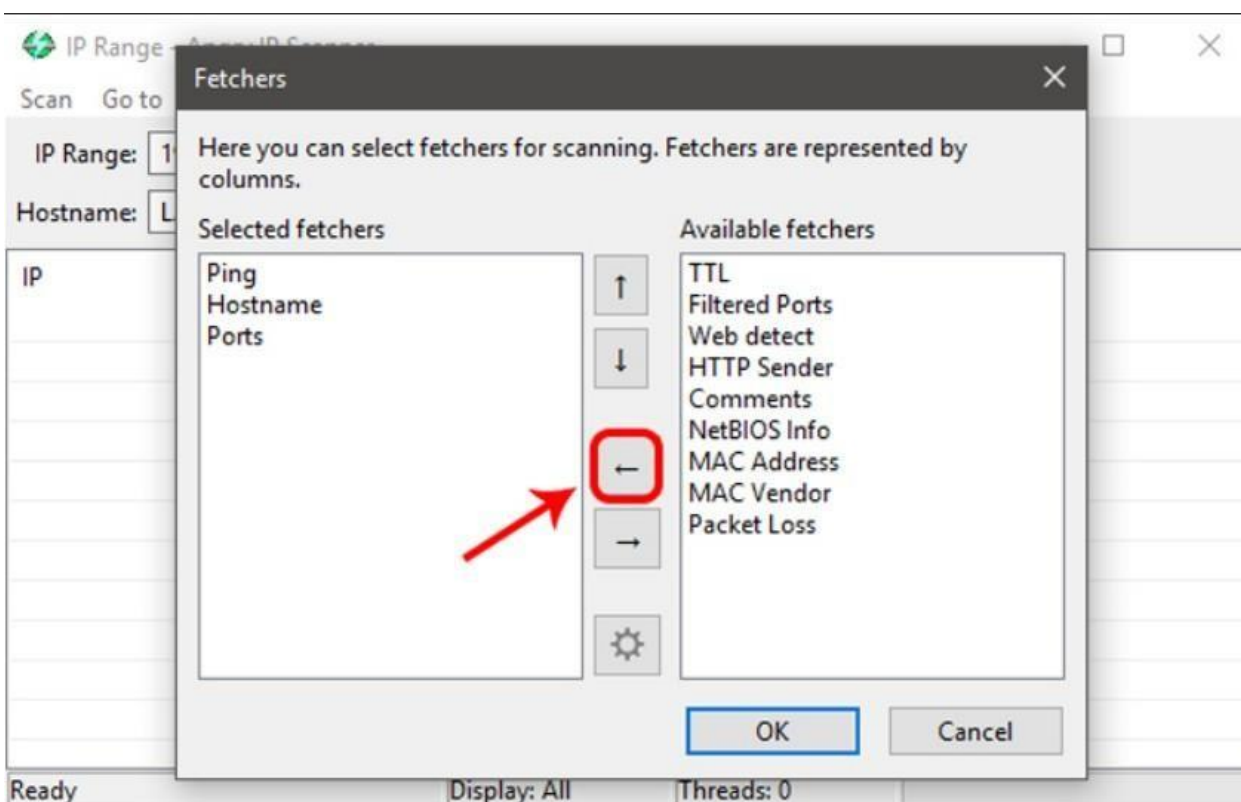 IP Range -
Fetchers
Scan Go to
IP Range:
Here you can select fetchers for scanning. Fetchers are represented by
columns.
Hostname:
Selected fetchers
Available fetchers
IP
Ping
Hostname
Ports
TTL
Filtered Ports
Web detect
HTTP Sender
Comments
NetBIOS Info
MAC Address
MAC Vendor
Packet Loss
OK
Cancel
Ready
Display: All
Threads: 0